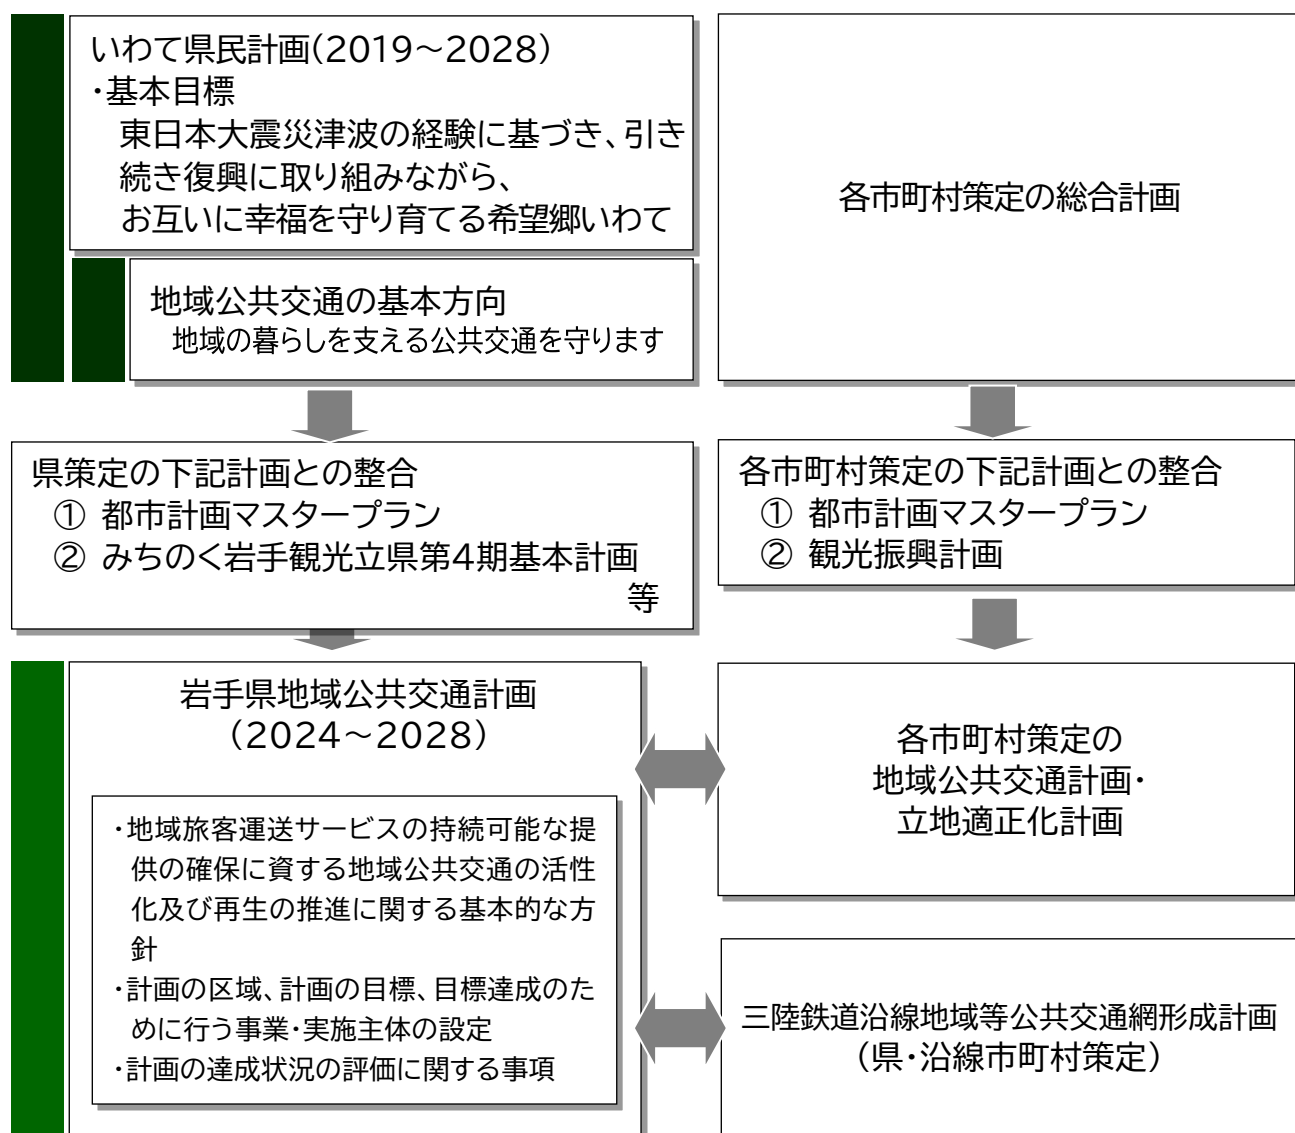 いわて県民計画(2019～2028)
・基本目標
東日本大震災津波の経験に基づき、引き
続き復興に取り組みながら、
お互いに幸福を守り育てる希望郷いわて
地域公共交通の基本方向
地域の暮らしを支える公共交通を守ります
各市町村策定の総合計画
県策定の下記計画との整合
① 都市計画マスタープラン
② みちのく岩手観光立県第4期基本計画
等
各市町村策定の下記計画との整合
① 都市計画マスタープラン
② 観光振興計画
岩手県地域公共交通計画
（2024～2028）
・地域旅客運送サービスの持続可能な提
供の確保に資する地域公共交通の活性
化及び再生の推進に関する基本的な方
針
・計画の区域、計画の目標、目標達成のた
めに行う事業・実施主体の設定
・計画の達成状況の評価に関する事項
各市町村策定の
地域公共交通計画・
立地適正化計画
三陸鉄道沿線地域等公共交通網形成計画
（県・沿線市町村策定）